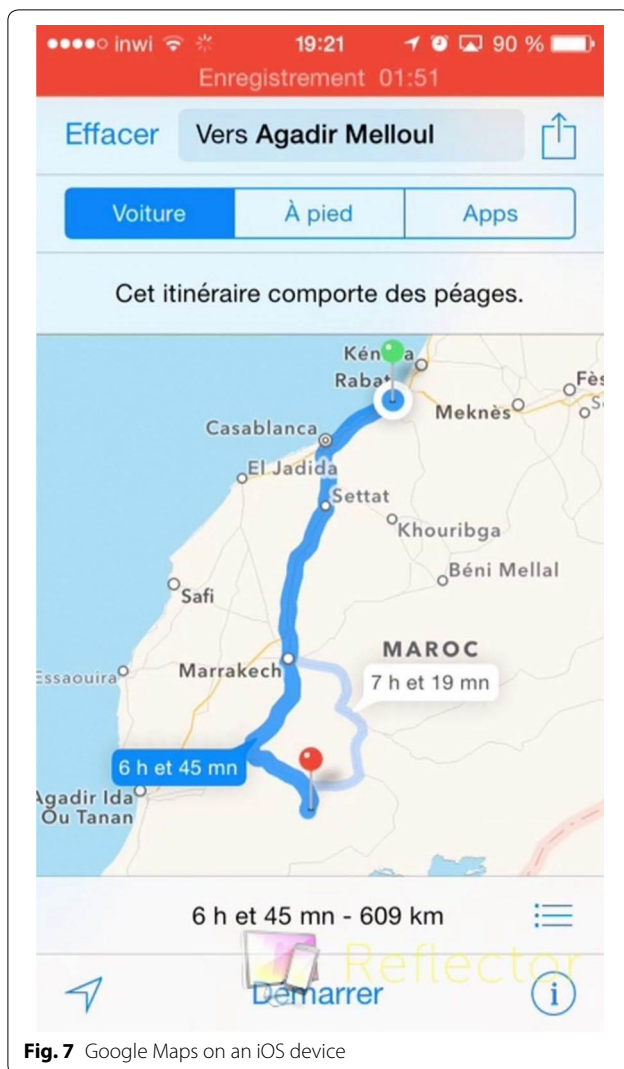 inwi 19:21 90 %
Enregistrement 01:51
Effacer Vers Agadir Melloul
Voiture À pied Apps
Cet itinéraire comporte des péages.
Kén a
Rabat
Fès
Meknès
Casablanca
El Jadida
Settat
Khouribga
Béni Mellal
Safi
MAROC
Essaouira
Marrakech
7 h et 19 mn
6 h et 45 mn
Agadir Ida
Ou Tanan
6 h et 45 mn - 609 km
Reflector
Démarrer
Fig. 7 Google Maps on an iOS device